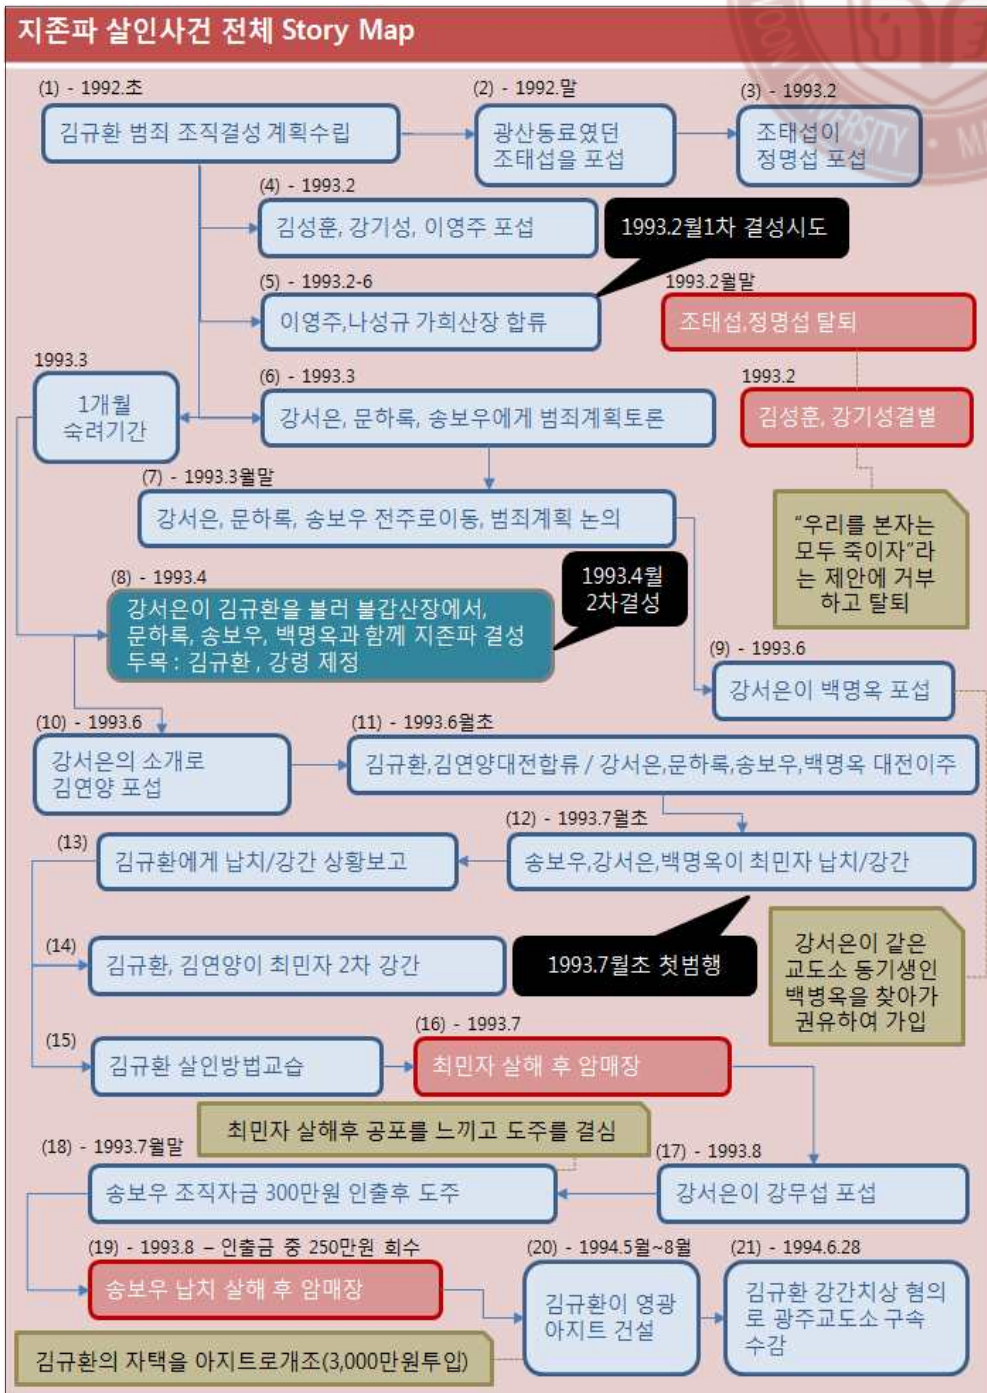 지존파 살인사건 전체 Story Map
(1) - 1992.초
김규환 범죄 조직결성 계획수립
(2) - 1992.말
광산동료였던
조태섭을 포섭
(3) - 1993.2
조태섭이
정명섭 포섭
(4) - 1993.2
김성훈, 강기성, 이영주 포섭
1993.2월1차 결성시도
(5) - 1993.2-6
이영주,나성규 가희산장 합류
1993.2월말
조태섭,정명섭 탈퇴
1993.3
1개월
숙려기간
(6) - 1993.3
강서은, 문하록, 송보우에게 범죄계획토론
1993.2
김성훈, 강기성결별
(7) - 1993.3월말
강서은, 문하록, 송보우 전주로이동, 범죄계획 논의
"우리를 본자는
모두 죽이자"라
는 제안에 거부
하고 탈퇴
(8) - 1993.4
강서은이 김규환을 불러 불갑산장에서,
문하록, 송보우, 백명옥과 함께 지존파 결성
두목 : 김규환 , 강령 제정
1993.4월
2차결성
(9) - 1993.6
강서은이 백명옥 포섭
(10) - 1993.6
강서은의 소개로
김연양 포섭
(11) - 1993.6월초
김규환,김연양대전합류 / 강서은,문하록,송보우,백명옥 대전이주
(12) - 1993.7월초
송보우,강서은,백명옥이 최민자 납치/강간
(13)
김규환에게 납치/강간 상황보고
(14)
김규환, 김연양이 최민자 2차 강간
1993.7월초 첫범행
강서은이 같은
교도소 동기생인
백병옥을 찾아가
권유하여 가입
(15)
김규환 살인방법교습
(16) - 1993.7
최민자 살해 후 암매장
최민자 살해후 공포를 느끼고 도주를 결심
(17) - 1993.8
강서은이 강무섭 포섭
(18) - 1993.7월말
송보우 조직자금 300만원 인출후 도주
(19) - 1993.8 – 인출금 중 250만원 회수
송보우 납치 살해 후 암매장
(20) - 1994.5월~8월
김규환이 영광
아지트 건설
(21) - 1994.6.28
김규환 강간치상 혐의
로 광주교도소 구속
수감
김규환의 자택을 아지트로개조(3,000만원투입)